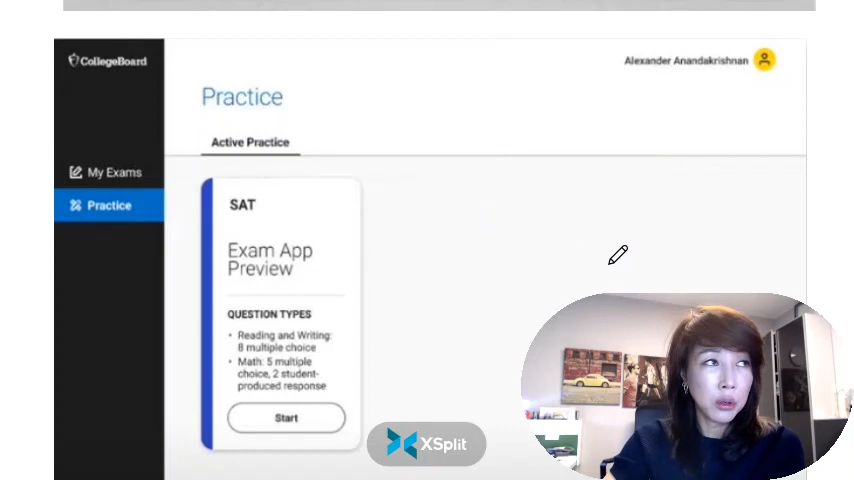 CollegeBoard
Alexander Anandakrishnan
Practice
Active Practice
My Exams
Practice
SAT
Exam App
Preview
QUESTION TYPES
• Reading and Writing:
8 multiple choice
• Math: 5 multiple
choice, 2 student-
produced response
Start
XSplit